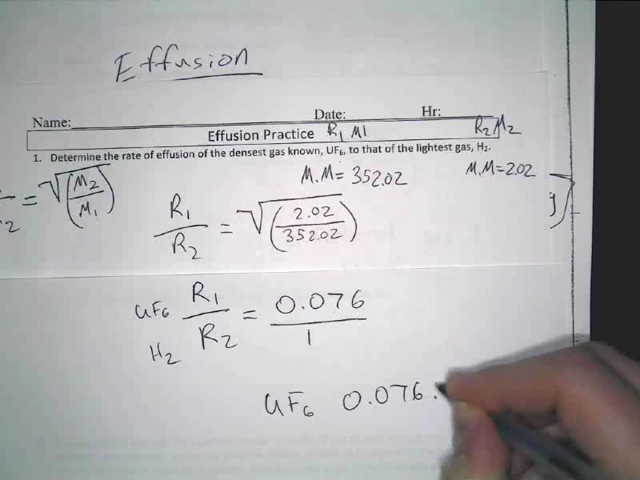 Effusion
Name: Date: Hr:
Effusion Practice R1 M1 R2 M2
1. Determine the rate of effusion of the densest gas known, UF6, to that of the lightest gas, H2.
M.M = 352.02 M.M = 2.02
2 = √(M2/M1)
R1/R2 = √(2.02/352.02)
UF6 R1/R2 = 0.076/1
H2
UF6 0.076